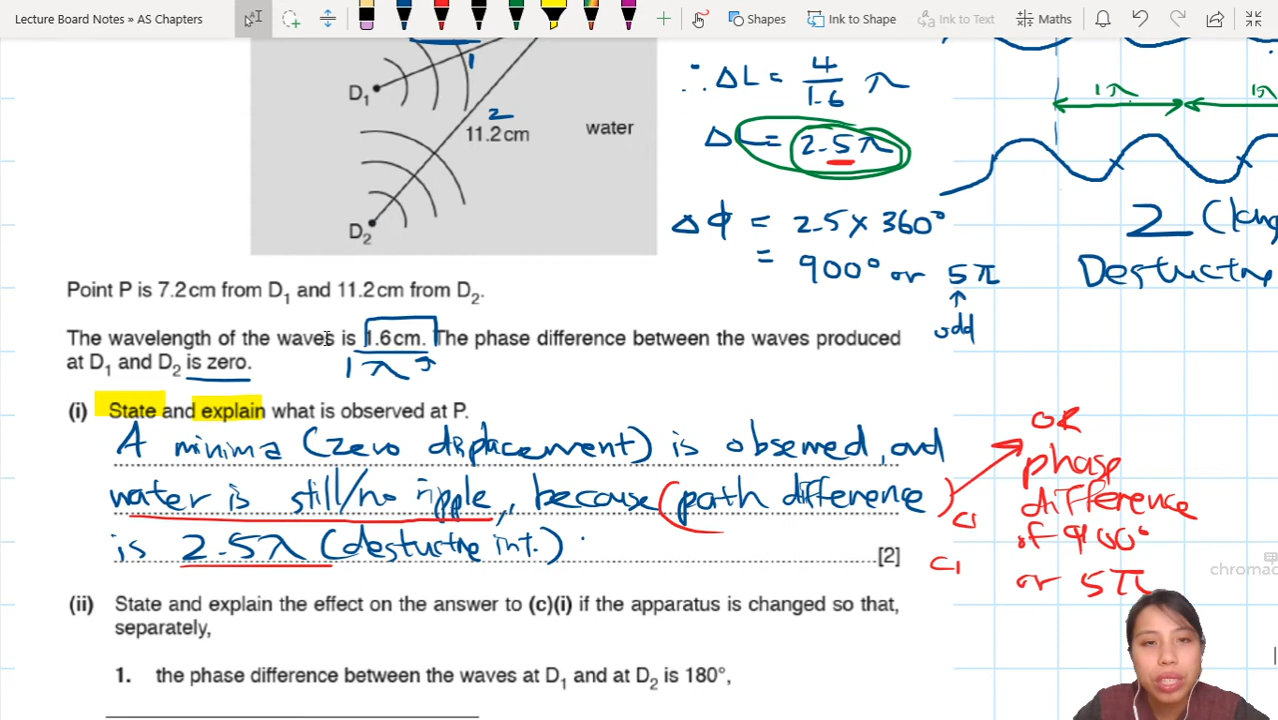 Lecture Board Notes » AS Chapters
Shapes
Ink to Shape
Ink to Text
Maths
D1
1
2
11.2cm
water
D2
∴ ΔL = 4/1.6 λ
ΔL = 2.5λ
Δφ = 2.5 x 360°
= 900° or 5π
↑
odd
1λ
1λ
2
Point P is 7.2cm from D1 and 11.2cm from D2.
The wavelength of the waves is 1.6cm. The phase difference between the waves produced
at D1 and D2 is zero.
1λ
(i) State and explain what is observed at P.
A minima (zero displacement) is observed, and
water is still/no ripple, because (path difference
is 2.5λ (destuctive int.) .
[2]
C1
C1
OR
phase
difference
of 900°
or 5π
chromac
(ii) State and explain the effect on the answer to (c)(i) if the apparatus is changed so that,
separately,
1. the phase difference between the waves at D1 and at D2 is 180°,